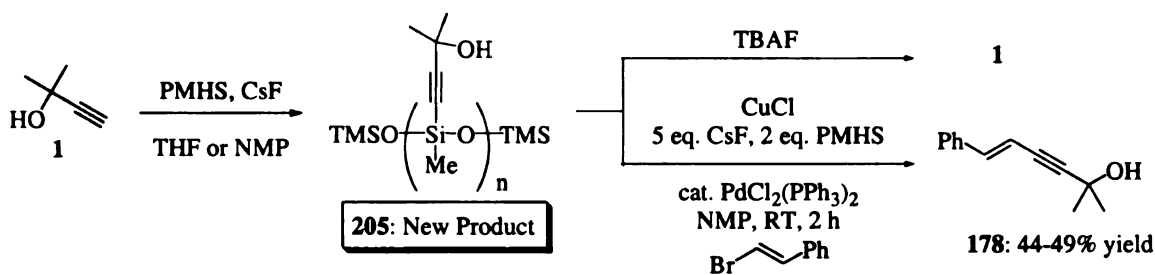 HO
1
PMHS, CsF
THF or NMP
OH
TMSO
Si
O
TMS
Me
n
205: New Product
TBAF
1
CuCl
5 eq. CsF, 2 eq. PMHS
cat. PdCl₂(PPh₃)₂
NMP, RT, 2 h
Br
Ph
Ph
OH
178: 44-49% yield